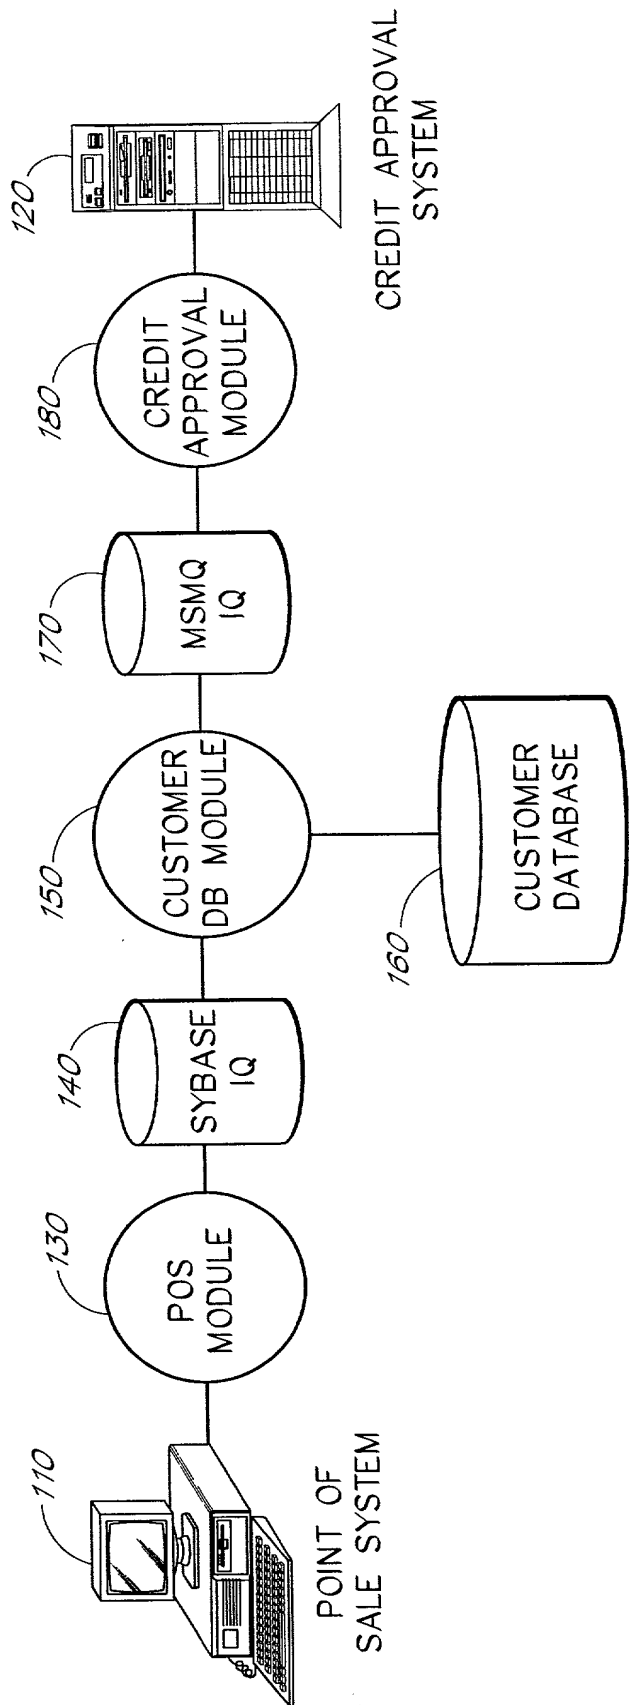 110
POINT OF
SALE SYSTEM
130
POS
MODULE
140
SYBASE
IQ
150
CUSTOMER
DB MODULE
160
CUSTOMER
DATABASE
170
MSMQ
IQ
180
CREDIT
APPROVAL
MODULE
120
CREDIT APPROVAL
SYSTEM